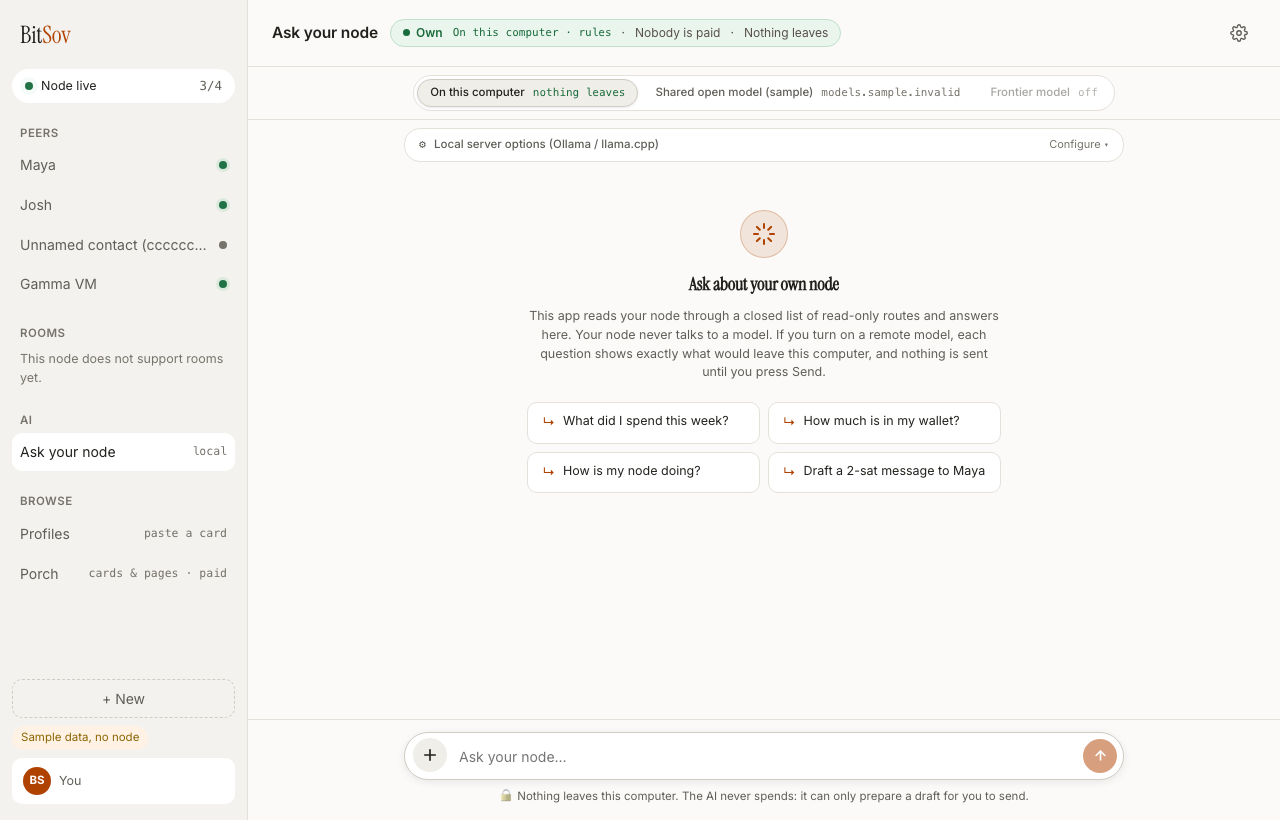 BitSov
Node live 3/4
PEERS
Maya
Josh
Unnamed contact (cccccc...
Gamma VM
ROOMS
This node does not support rooms
yet.
AI
Ask your node local
BROWSE
Profiles paste a card
Porch cards & pages · paid
+ New
Sample data, no node
BS You
Ask your node Own On this computer · rules · Nobody is paid · Nothing leaves
On this computer nothing leaves Shared open model (sample) models.sample.invalid Frontier model off
Local server options (Ollama / llama.cpp) Configure
Ask about your own node
This app reads your node through a closed list of read-only routes and answers
here. Your node never talks to a model. If you turn on a remote model, each
question shows exactly what would leave this computer, and nothing is sent
until you press Send.
What did I spend this week?
How much is in my wallet?
How is my node doing?
Draft a 2-sat message to Maya
Ask your node...
Nothing leaves this computer. The AI never spends: it can only prepare a draft for you to send.